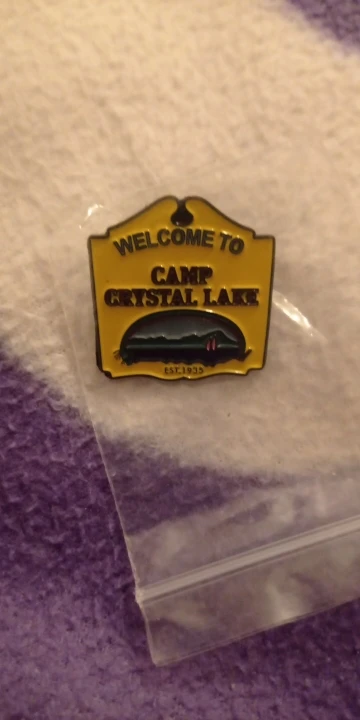 WELCOME TO
CAMP
CRYSTAL LAKE
EST. 1935